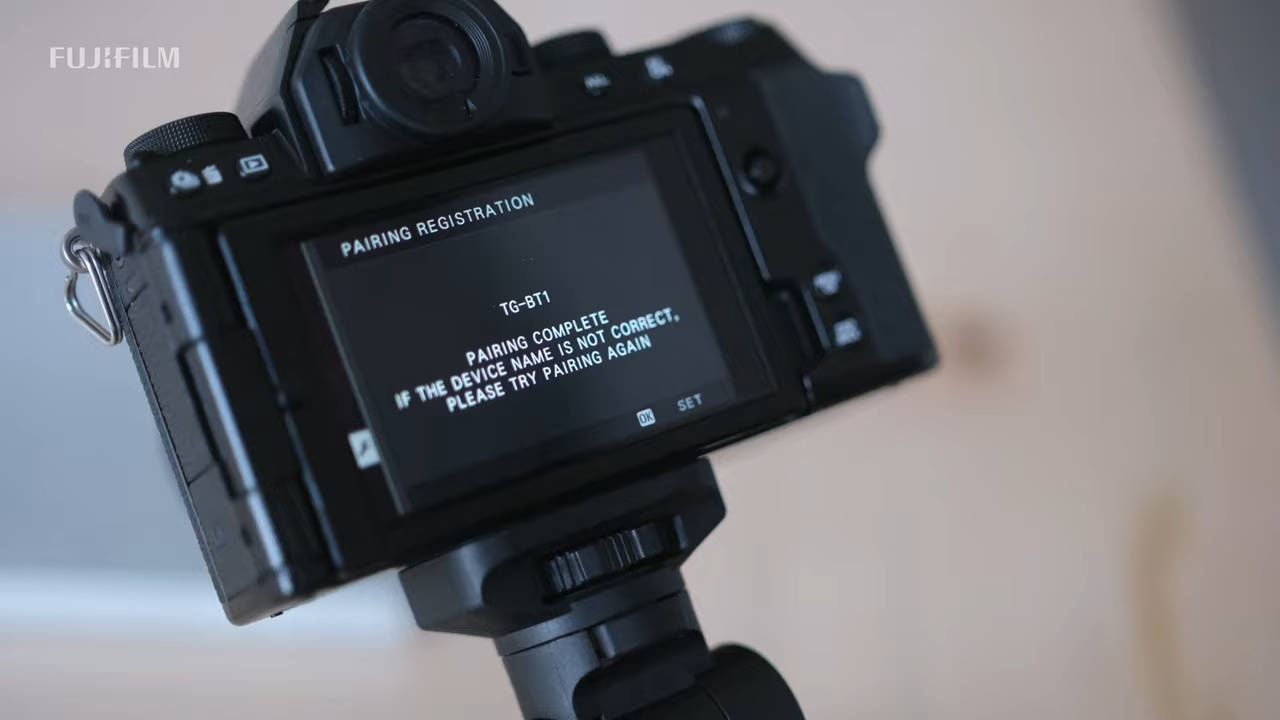 FUJIFILM
PAIRING REGISTRATION
TG-BT1
PAIRING COMPLETE
IF THE DEVICE NAME IS NOT CORRECT,
PLEASE TRY PAIRING AGAIN
OK SET